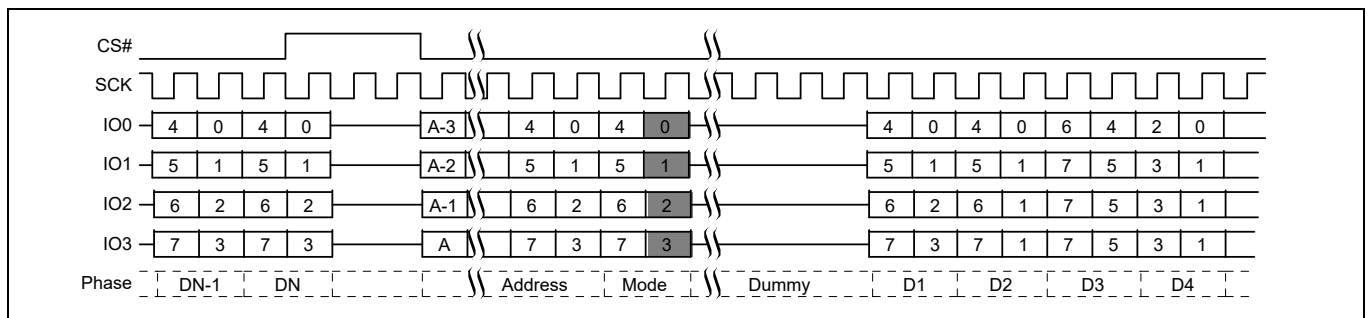 CS#
SCK
IO0 4 0 4 0 A-3 4 0 4 0 4 0 4 0 6 4 2 0
IO1 5 1 5 1 A-2 5 1 5 1 5 1 5 1 7 5 3 1
IO2 6 2 6 2 A-1 6 2 6 2 6 2 6 1 7 5 3 1
IO3 7 3 7 3 A 7 3 7 3 7 3 7 1 7 5 3 1
Phase DN-1 DN Address Mode Dummy D1 D2 D3 D4